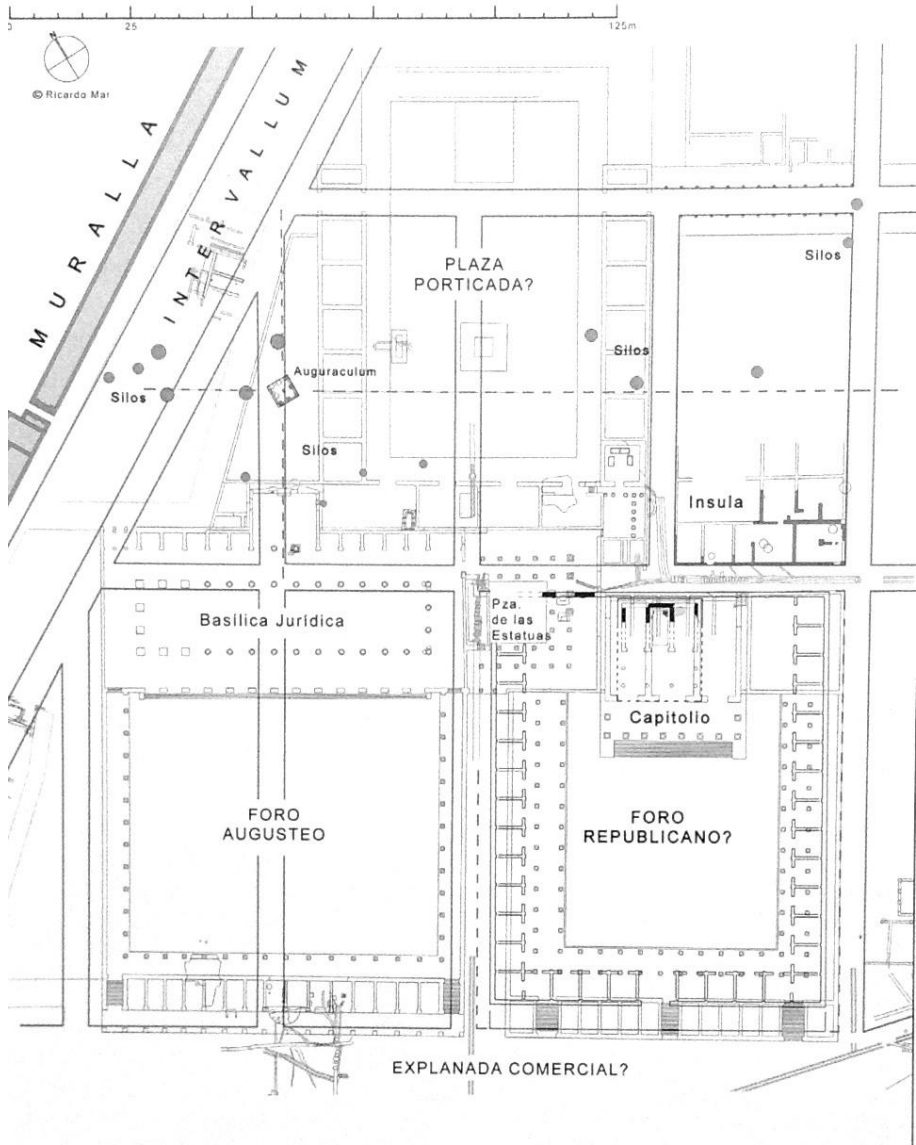 0 25 125m
N
© Ricardo Mar
MURALLA
INTERVALLUM
PLAZA
PORTICADA?
Silos
Silos
Auguraculum
Silos
Silos
Insula
Basílica Jurídica
Pza.
de las
Estatuas
Capitolio
FORO
AUGUSTEO
FORO
REPUBLICANO?
EXPLANADA COMERCIAL?